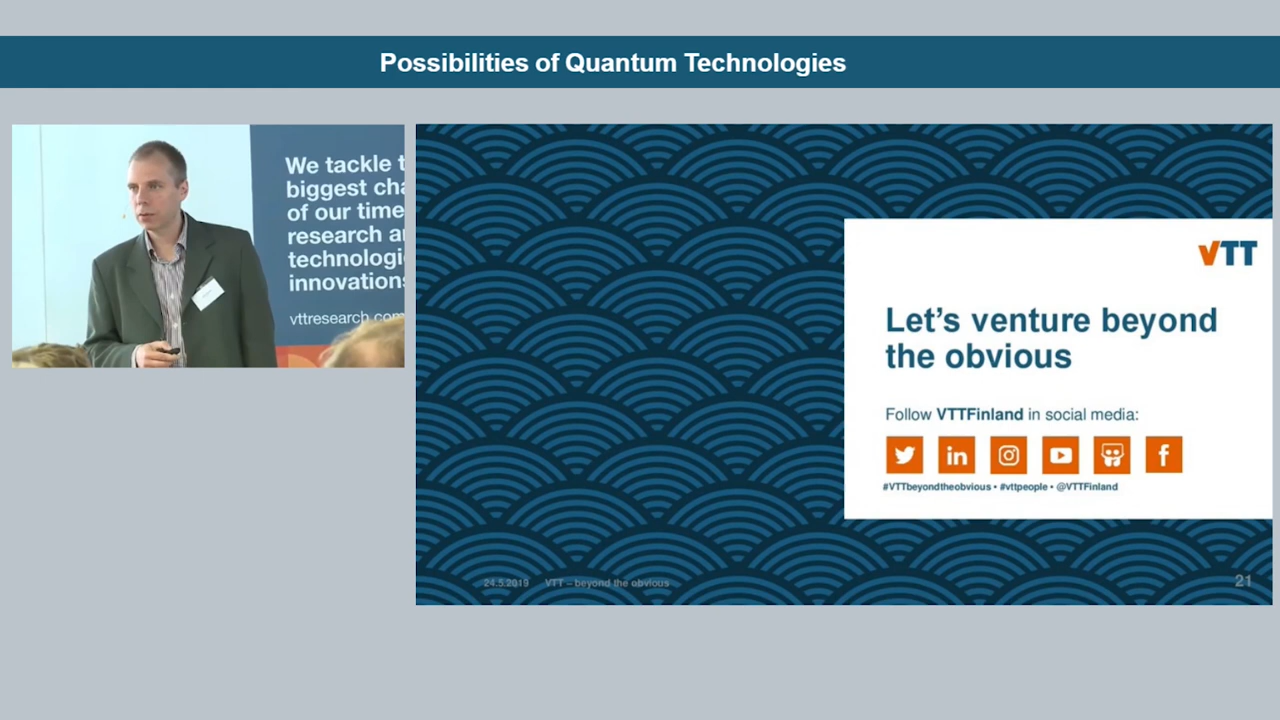 Possibilities of Quantum Technologies
We tackle t
biggest cha
of our time
research a
technologi
innovations
vttresearch.com
VTT
Let's venture beyond
the obvious
Follow VTTFinland in social media:
in f
#VTTbeyondtheobvious • #vttpeople • @VTTFinland
24.5.2019 VTT – beyond the obvious
21